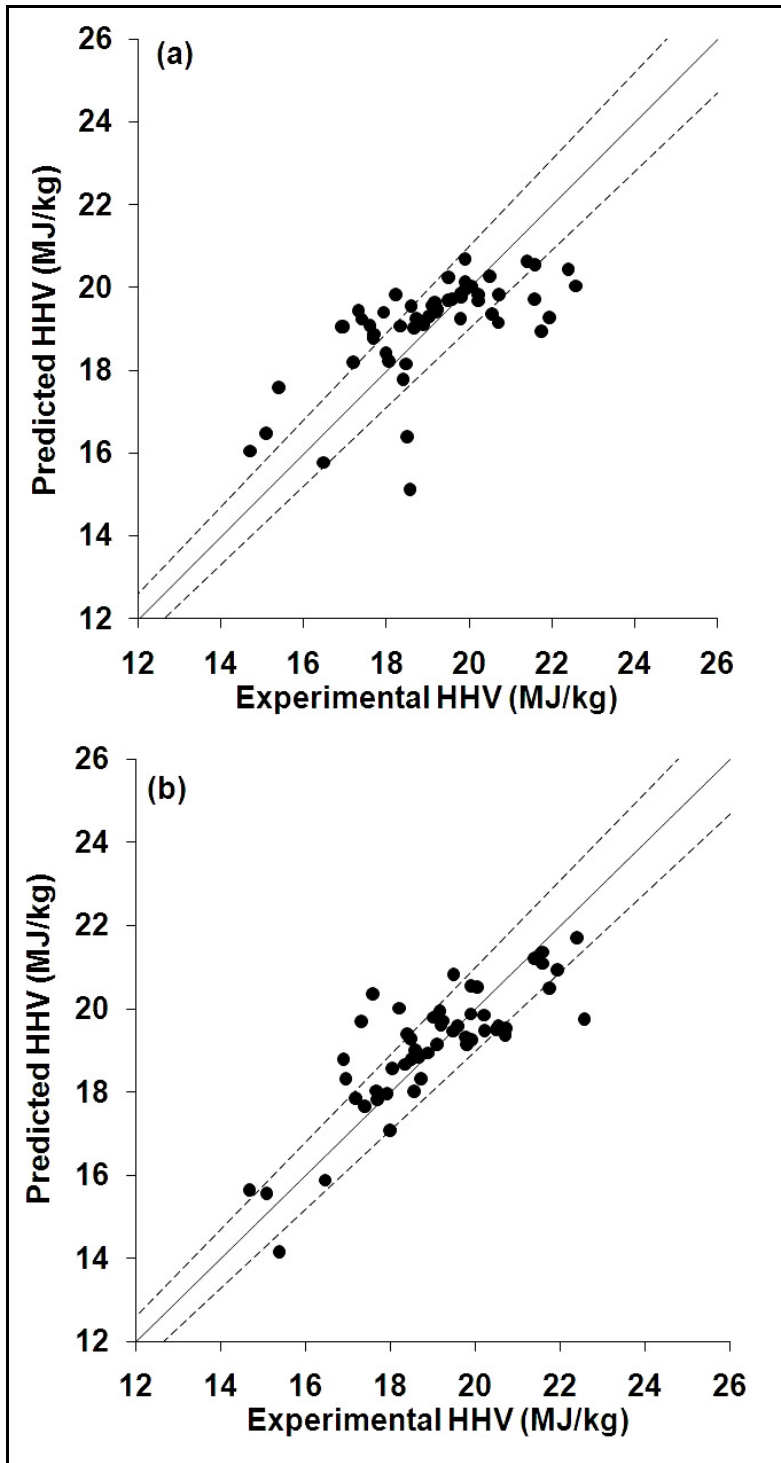 (a)
26
24
22
20
18
16
14
12
Predicted HHV (MJ/kg)
12 14 16 18 20 22 24 26
Experimental HHV (MJ/kg)
(b)
26
24
22
20
18
16
14
12
Predicted HHV (MJ/kg)
12 14 16 18 20 22 24 26
Experimental HHV (MJ/kg)